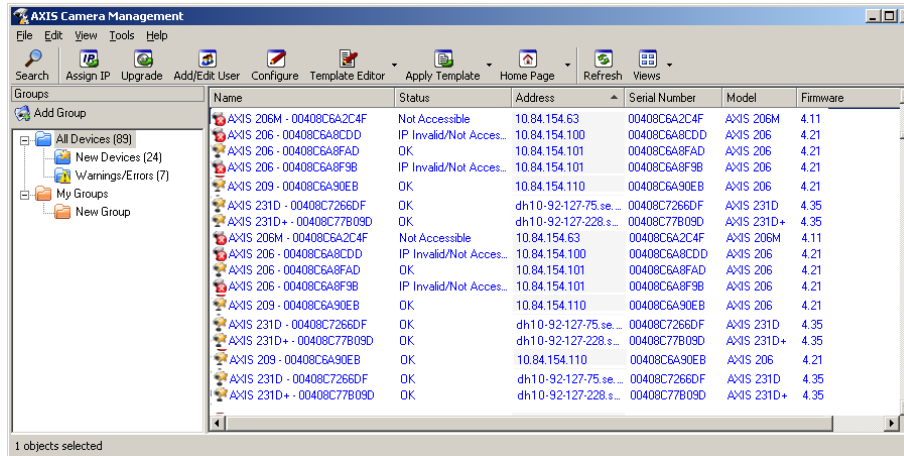 AXIS Camera Management
File Edit View Tools Help
Search Assign IP Upgrade Add/Edit User Configure Template Editor Apply Template Home Page Refresh Views
Groups
Add Group
All Devices (89)
New Devices (24)
Warnings/Errors (7)
My Groups
New Group
Name Status Address Serial Number Model Firmware
AXIS 206M - 00408C6A2C4F Not Accessible 10.84.154.63 00408C6A2C4F AXIS 206M 4.11
AXIS 206 - 00408C6A8CDD IP Invalid/Not Acces... 10.84.154.100 00408C6A8CDD AXIS 206 4.21
AXIS 206 - 00408C6A8FAD OK 10.84.154.101 00408C6A8FAD AXIS 206 4.21
AXIS 206 - 00408C6A8F9B IP Invalid/Not Acces... 10.84.154.101 00408C6A8F9B AXIS 206 4.21
AXIS 209 - 00408C6A90EB OK 10.84.154.110 00408C6A90EB AXIS 206 4.21
AXIS 231D - 00408C7266DF OK dh10-92-127-75.se.... 00408C7266DF AXIS 231D 4.35
AXIS 231D+ - 00408C77B09D OK dh10-92-127-228.s... 00408C77B09D AXIS 231D+ 4.35
AXIS 206M - 00408C6A2C4F Not Accessible 10.84.154.63 00408C6A2C4F AXIS 206M 4.11
AXIS 206 - 00408C6A8CDD IP Invalid/Not Acces... 10.84.154.100 00408C6A8CDD AXIS 206 4.21
AXIS 206 - 00408C6A8FAD OK 10.84.154.101 00408C6A8FAD AXIS 206 4.21
AXIS 206 - 00408C6A8F9B IP Invalid/Not Acces... 10.84.154.101 00408C6A8F9B AXIS 206 4.21
AXIS 209 - 00408C6A90EB OK 10.84.154.110 00408C6A90EB AXIS 206 4.21
AXIS 231D - 00408C7266DF OK dh10-92-127-75.se.... 00408C7266DF AXIS 231D 4.35
AXIS 231D+ - 00408C77B09D OK dh10-92-127-228.s... 00408C77B09D AXIS 231D+ 4.35
AXIS 209 - 00408C6A90EB OK 10.84.154.110 00408C6A90EB AXIS 206 4.21
AXIS 231D - 00408C7266DF OK dh10-92-127-75.se.... 00408C7266DF AXIS 231D 4.35
AXIS 231D+ - 00408C77B09D OK dh10-92-127-228.s... 00408C77B09D AXIS 231D+ 4.35
1 objects selected